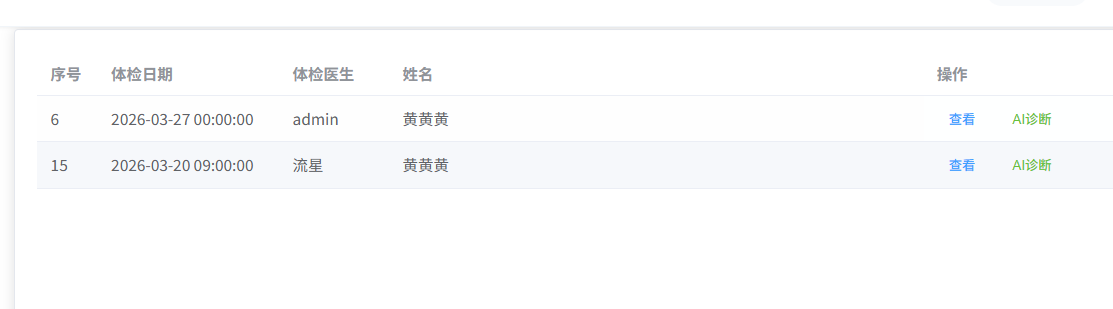 序号 体检日期 体检医生 姓名 操作
6 2026-03-27 00:00:00 admin 黄黄黄 查看 AI诊断
15 2026-03-20 09:00:00 流星 黄黄黄 查看 AI诊断